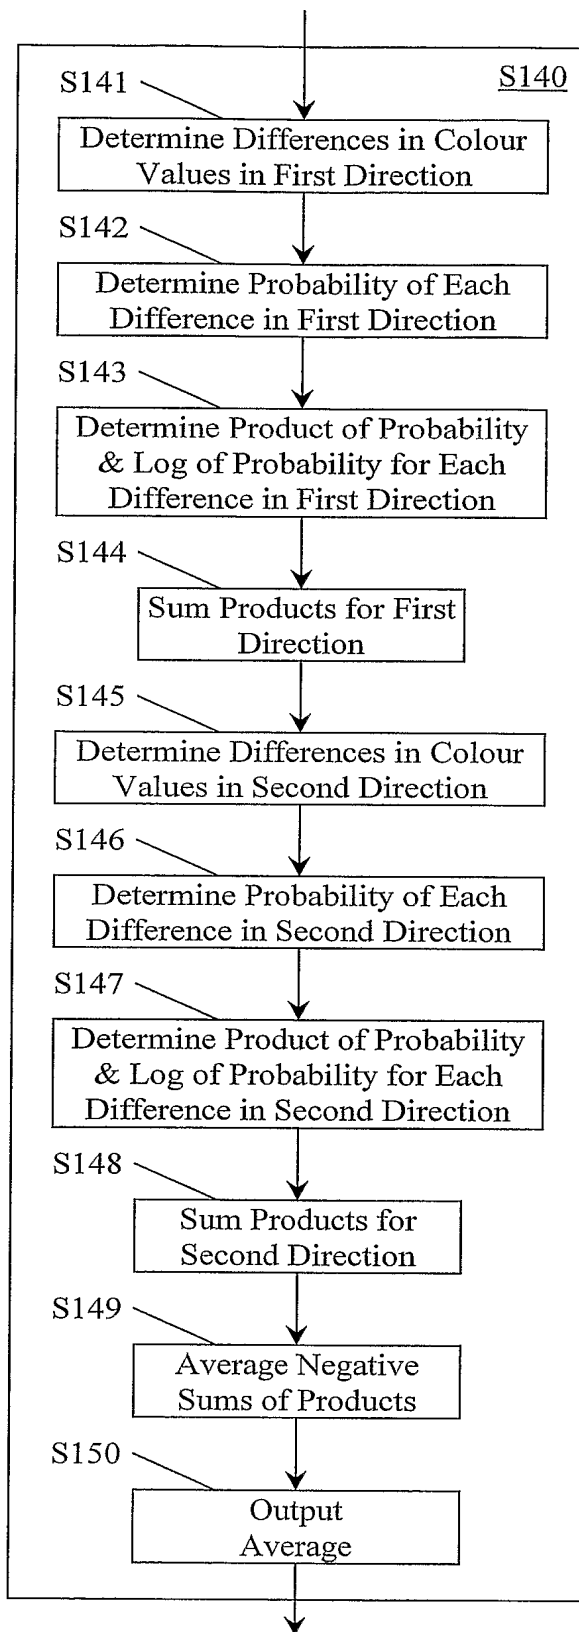 S140
S141
Determine Differences in Colour
Values in First Direction
S142
Determine Probability of Each
Difference in First Direction
S143
Determine Product of Probability
& Log of Probability for Each
Difference in First Direction
S144
Sum Products for First
Direction
S145
Determine Differences in Colour
Values in Second Direction
S146
Determine Probability of Each
Difference in Second Direction
S147
Determine Product of Probability
& Log of Probability for Each
Difference in Second Direction
S148
Sum Products for
Second Direction
S149
Average Negative
Sums of Products
S150
Output
Average